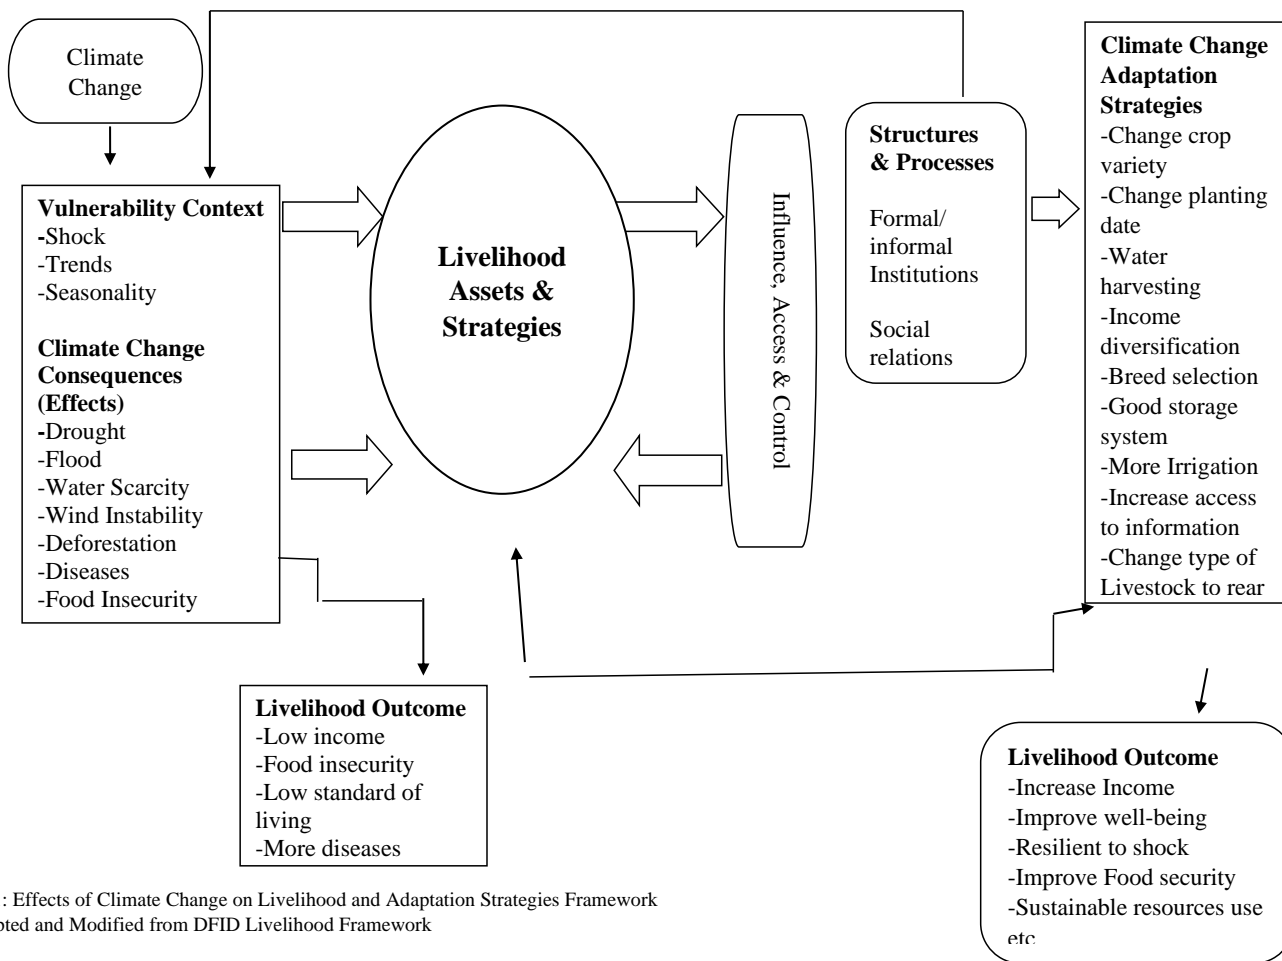 Climate
Change
Vulnerability Context
-Shock
-Trends
-Seasonality
Climate Change
Consequences
(Effects)
-Drought
-Flood
-Water Scarcity
-Wind Instability
-Deforestation
-Diseases
-Food Insecurity
Livelihood
Assets &
Strategies
Influence, Access & Control
Structures
& Processes
Formal/
informal
Institutions
Social
relations
Climate Change
Adaptation
Strategies
-Change crop
variety
-Change planting
date
-Water
harvesting
-Income
diversification
-Breed selection
-Good storage
system
-More Irrigation
-Increase access
to information
-Change type of
Livestock to rear
Livelihood Outcome
-Low income
-Food insecurity
-Low standard of
living
-More diseases
Livelihood Outcome
-Increase Income
-Improve well-being
-Resilient to shock
-Improve Food security
-Sustainable resources use
etc
: Effects of Climate Change on Livelihood and Adaptation Strategies Framework
pted and Modified from DFID Livelihood Framework